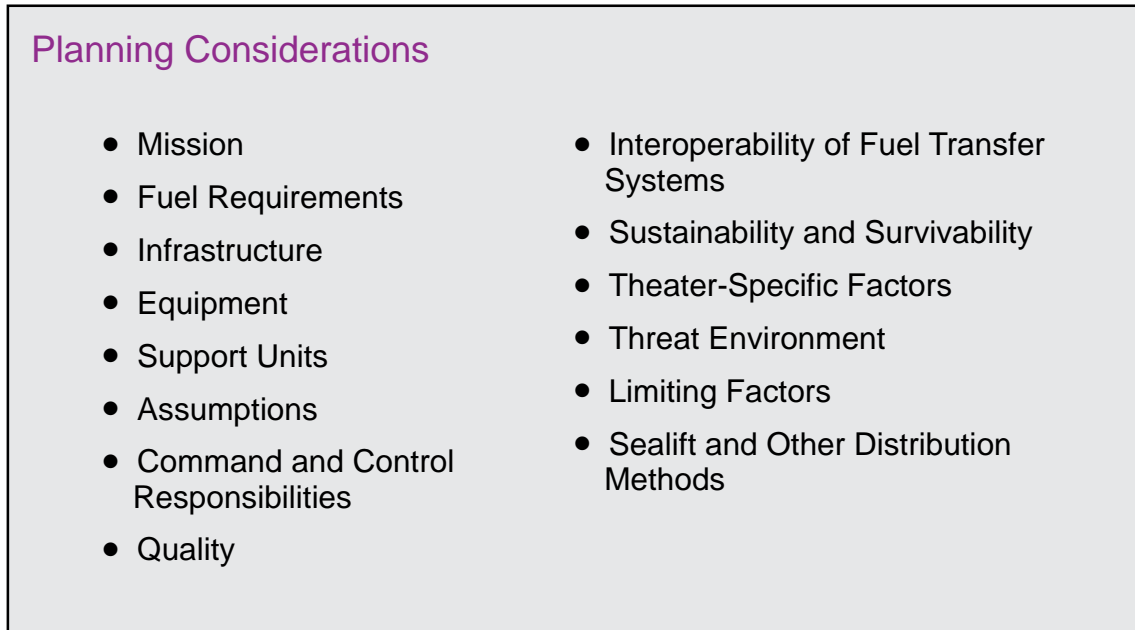 Planning Considerations
● Mission
● Fuel Requirements
● Infrastructure
● Equipment
● Support Units
● Assumptions
● Command and Control
Responsibilities
● Quality
● Interoperability of Fuel Transfer
Systems
● Sustainability and Survivability
● Theater-Specific Factors
● Threat Environment
● Limiting Factors
● Sealift and Other Distribution
Methods